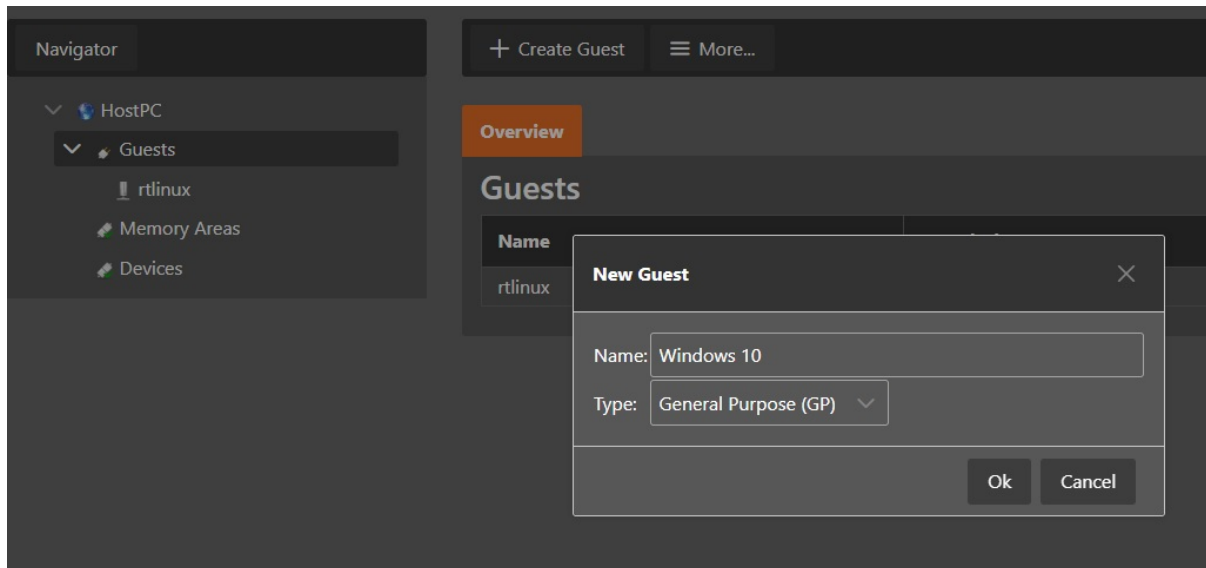 Navigator
HostPC
Guests
rtlinux
Memory Areas
Devices
Create Guest
More...
Overview
Guests
Name
rtlinux
New Guest
Name: Windows 10
Type: General Purpose (GP)
Ok Cancel